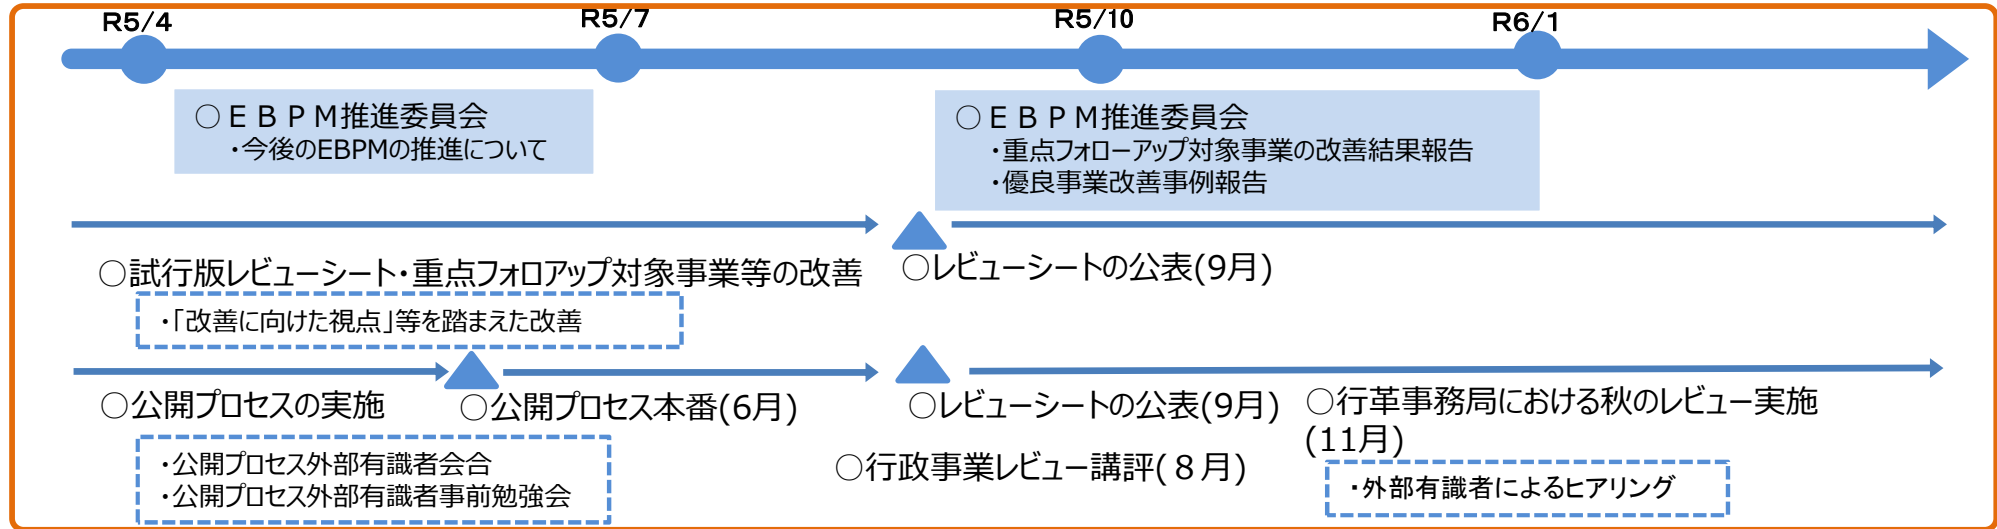 R5/4
R5/7
R5/10
R6/1
○ＥＢＰＭ推進委員会
・今後のEBPMの推進について
○ＥＢＰＭ推進委員会
・重点フォローアップ対象事業の改善結果報告
・優良事業改善事例報告
○試行版レビューシート・重点フォロアップ対象事業等の改善
○レビューシートの公表(9月)
・「改善に向けた視点」等を踏まえた改善
○公開プロセスの実施
○公開プロセス本番(6月)
○レビューシートの公表(9月)
○行革事務局における秋のレビュー実施
(11月)
・公開プロセス外部有識者会合
・公開プロセス外部有識者事前勉強会
○行政事業レビュー講評(８月)
・外部有識者によるヒアリング